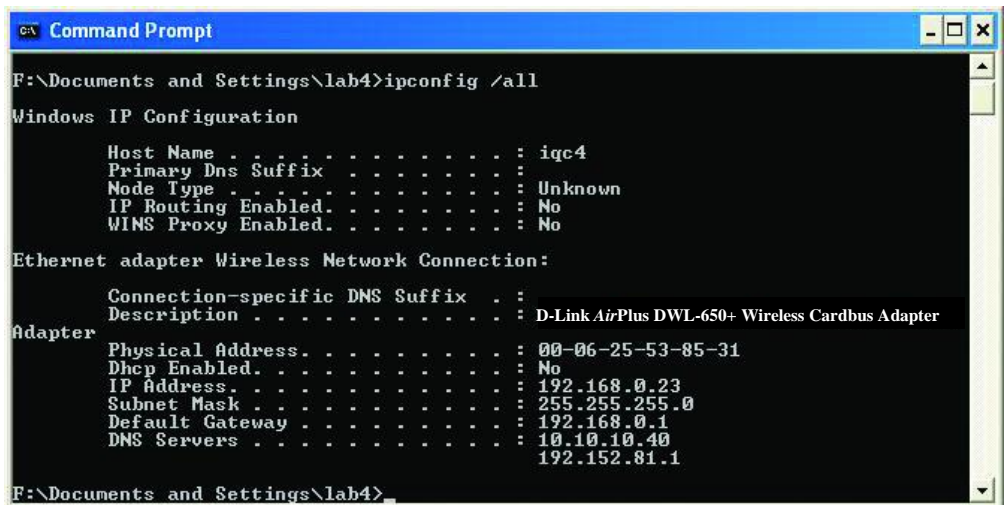 Command Prompt
F:\Documents and Settings\lab4>ipconfig /all
Windows IP Configuration
Host Name . . . . . . . . . . . . : iqc4
Primary Dns Suffix . . . . . . . :
Node Type . . . . . . . . . . . . : Unknown
IP Routing Enabled. . . . . . . . : No
WINS Proxy Enabled. . . . . . . . : No
Ethernet adapter Wireless Network Connection:
Connection-specific DNS Suffix . :
Description . . . . . . . . . . . : D-Link AirPlus DWL-650+ Wireless Cardbus Adapter
Adapter
Physical Address. . . . . . . . . : 00-06-25-53-85-31
Dhcp Enabled. . . . . . . . . . . : No
IP Address. . . . . . . . . . . . : 192.168.0.23
Subnet Mask . . . . . . . . . . . : 255.255.255.0
Default Gateway . . . . . . . . . : 192.168.0.1
DNS Servers . . . . . . . . . . . : 10.10.10.40
192.152.81.1
F:\Documents and Settings\lab4>_